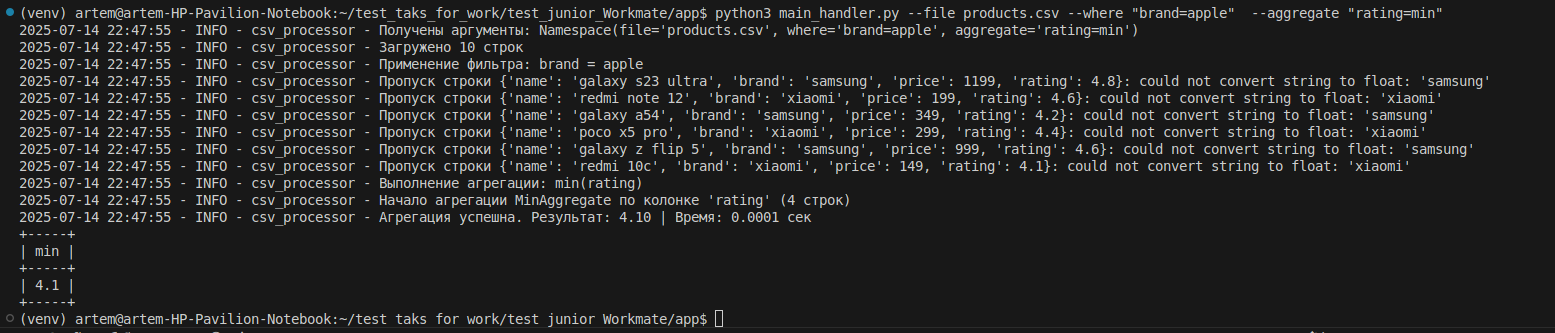 (venv) artem@artem-HP-Pavilion-Notebook:~/test_taks_for_work/test_junior_Workmate/app$ python3 main_handler.py --file products.csv --where "brand=apple"  --aggregate "rating=min"
2025-07-14 22:47:55 - INFO - csv_processor - Получены аргументы: Namespace(file='products.csv', where='brand=apple', aggregate='rating=min')
2025-07-14 22:47:55 - INFO - csv_processor - Загружено 10 строк
2025-07-14 22:47:55 - INFO - csv_processor - Применение фильтра: brand = apple
2025-07-14 22:47:55 - INFO - csv_processor - Пропуск строки {'name': 'galaxy s23 ultra', 'brand': 'samsung', 'price': 1199, 'rating': 4.8}: could not convert string to float: 'samsung'
2025-07-14 22:47:55 - INFO - csv_processor - Пропуск строки {'name': 'redmi note 12', 'brand': 'xiaomi', 'price': 199, 'rating': 4.6}: could not convert string to float: 'xiaomi'
2025-07-14 22:47:55 - INFO - csv_processor - Пропуск строки {'name': 'galaxy a54', 'brand': 'samsung', 'price': 349, 'rating': 4.2}: could not convert string to float: 'samsung'
2025-07-14 22:47:55 - INFO - csv_processor - Пропуск строки {'name': 'poco x5 pro', 'brand': 'xiaomi', 'price': 299, 'rating': 4.4}: could not convert string to float: 'xiaomi'
2025-07-14 22:47:55 - INFO - csv_processor - Пропуск строки {'name': 'galaxy z flip 5', 'brand': 'samsung', 'price': 999, 'rating': 4.6}: could not convert string to float: 'samsung'
2025-07-14 22:47:55 - INFO - csv_processor - Пропуск строки {'name': 'redmi 10c', 'brand': 'xiaomi', 'price': 149, 'rating': 4.1}: could not convert string to float: 'xiaomi'
2025-07-14 22:47:55 - INFO - csv_processor - Выполнение агрегации: min(rating)
2025-07-14 22:47:55 - INFO - csv_processor - Начало агрегации MinAggregate по колонке 'rating' (4 строк)
2025-07-14 22:47:55 - INFO - csv_processor - Агрегация успешна. Результат: 4.10 | Время: 0.0001 сек
+-----+
| min |
+-----+
| 4.1 |
+-----+
(venv) artem@artem-HP-Pavilion-Notebook:~/test_taks_for_work/test_junior_Workmate/app$